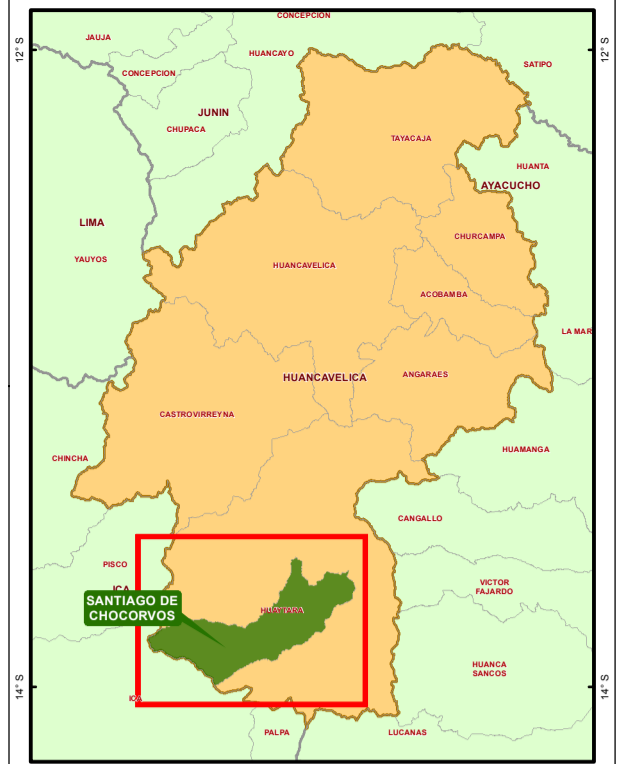 CONCEPCION
JAUJA
12° S
12° S
HUANCAYO
SATIPO
CONCEPCION
JUNIN
CHUPACA
TAYACAJA
HUANTA
AYACUCHO
LIMA
CHURCAMPA
YAUYOS
HUANCAVELICA
ACOBAMBA
LA MAR
HUANCAVELICA
ANGARAES
CASTROVIRREYNA
HUAMANGA
CHINCHA
CANGALLO
PISCO
ICA
VICTOR
FAJARDO
SANTIAGO DE
CHOCORVOS
HUAYTARA
HUANCA
SANCOS
14° S
14° S
ICA
PALPA
LUCANAS